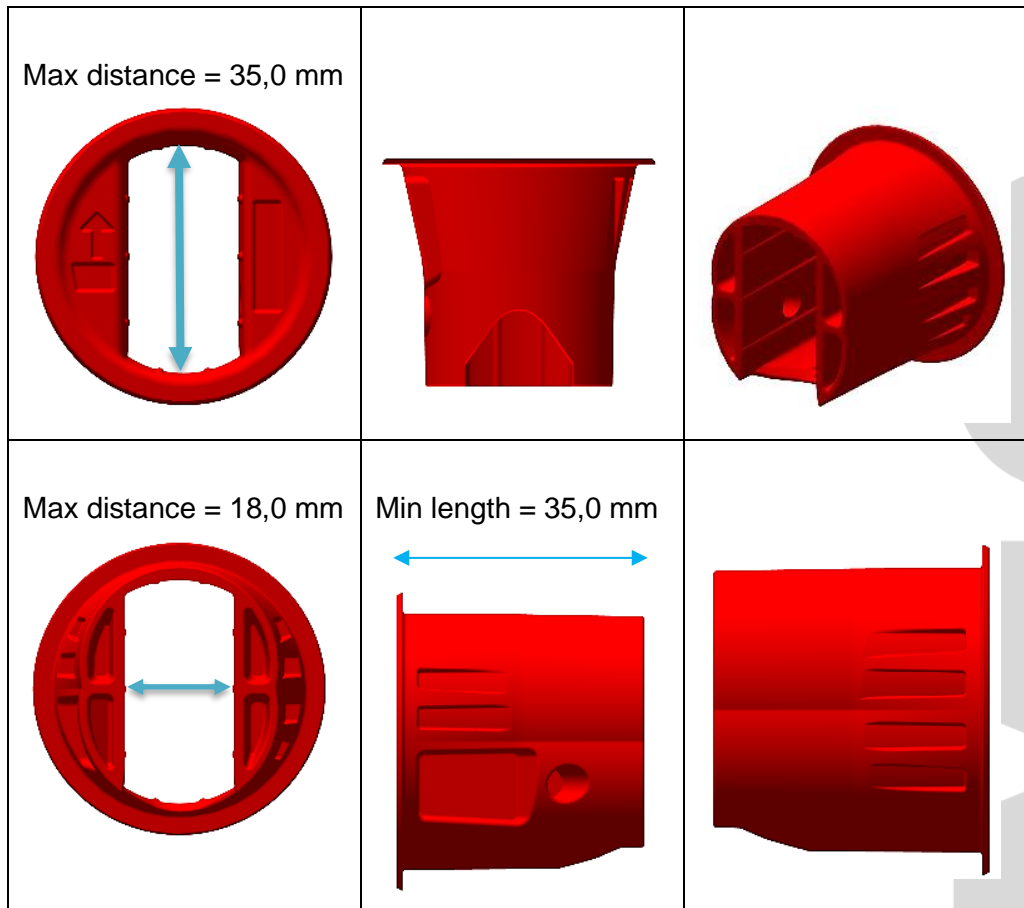 Max distance = 35,0 mm
Max distance = 18,0 mm
Min length = 35,0 mm